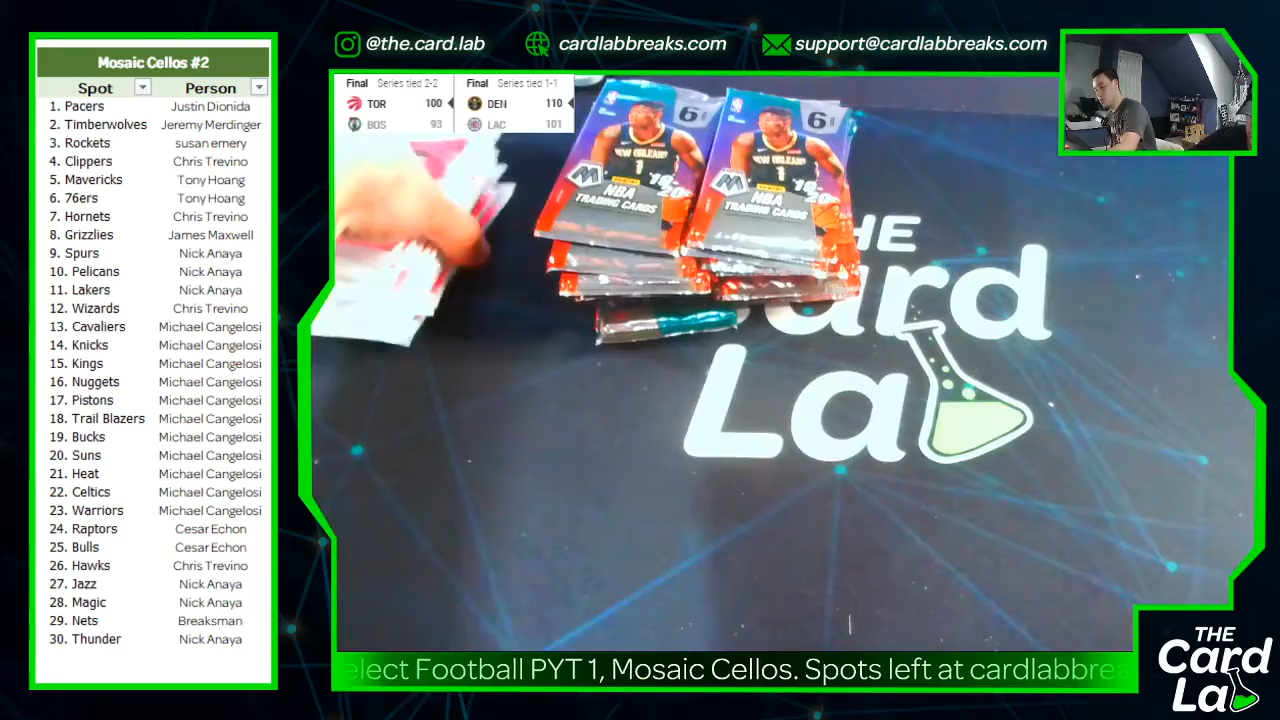 @the.card.lab
cardlabbreaks.com
support@cardlabbreaks.com
Mosaic Cellos #2
Spot Person
1. Pacers Justin Dionida
2. Timberwolves Jeremy Merdinger
3. Rockets susan emery
4. Clippers Chris Trevino
5. Mavericks Tony Hoang
6. 76ers Tony Hoang
7. Hornets Chris Trevino
8. Grizzlies James Maxwell
9. Spurs Nick Anaya
10. Pelicans Nick Anaya
11. Lakers Nick Anaya
12. Wizards Chris Trevino
13. Cavaliers Michael Cangelosi
14. Knicks Michael Cangelosi
15. Kings Michael Cangelosi
16. Nuggets Michael Cangelosi
17. Pistons Michael Cangelosi
18. Trail Blazers Michael Cangelosi
19. Bucks Michael Cangelosi
20. Suns Michael Cangelosi
21. Heat Michael Cangelosi
22. Celtics Michael Cangelosi
23. Warriors Michael Cangelosi
24. Raptors Cesar Echon
25. Bulls Cesar Echon
26. Hawks Chris Trevino
27. Jazz Nick Anaya
28. Magic Nick Anaya
29. Nets Breaksman
30. Thunder Nick Anaya
Final Series tied 2-2
TOR 100
BOS 93
Final Series tied 1-1
DEN 110
LAC 101
NEW ORLEANS
1
19-20
NBA
TRADING CARDS
NEW ORLEANS
1
19-20
NBA
TRADING CARDS
THE
Card
Lab
elect Football PYT 1, Mosaic Cellos. Spots left at cardlabbrea
THE
Card
Lab